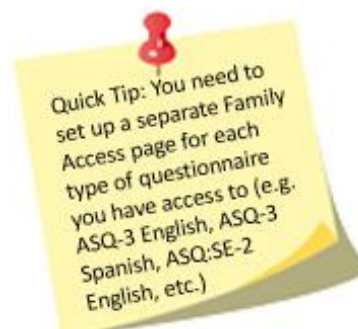 Quick Tip: You need to
set up a separate Family
Access page for each
type of questionnaire
you have access to (e.g.
ASQ-3 English, ASQ-3
Spanish, ASQ:SE-2
English, etc.)